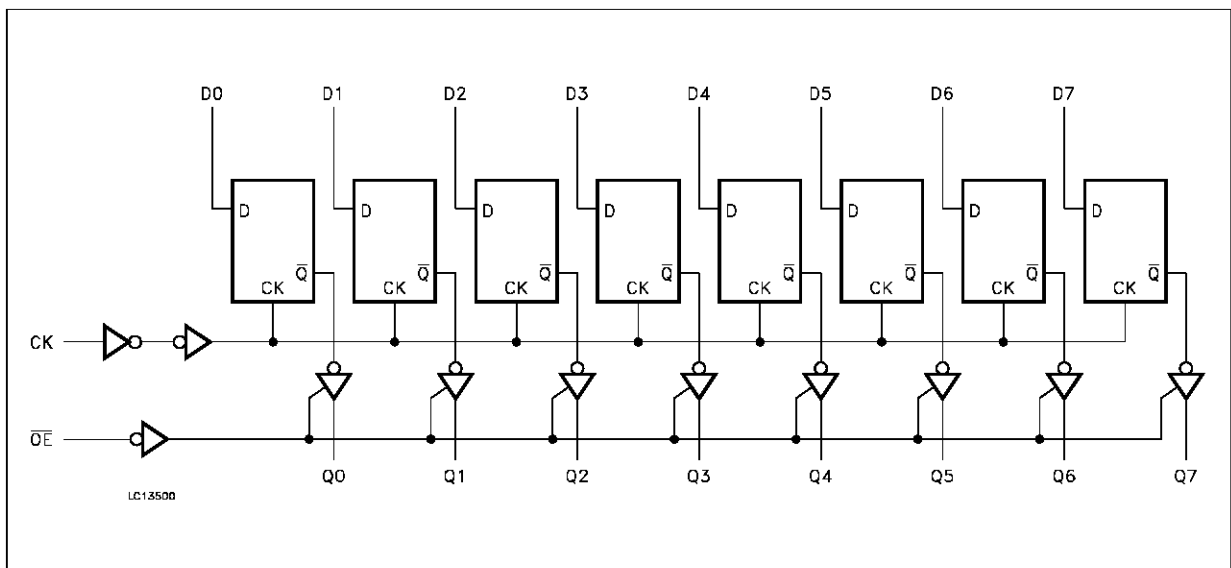 D0 D1 D2 D3 D4 D5 D6 D7
D D D D D D D D
Q̅ Q̅ Q̅ Q̅ Q̅ Q̅ Q̅ Q̅
CK CK CK CK CK CK CK CK
CK
O̅E̅
Q0 Q1 Q2 Q3 Q4 Q5 Q6 Q7
LC13500